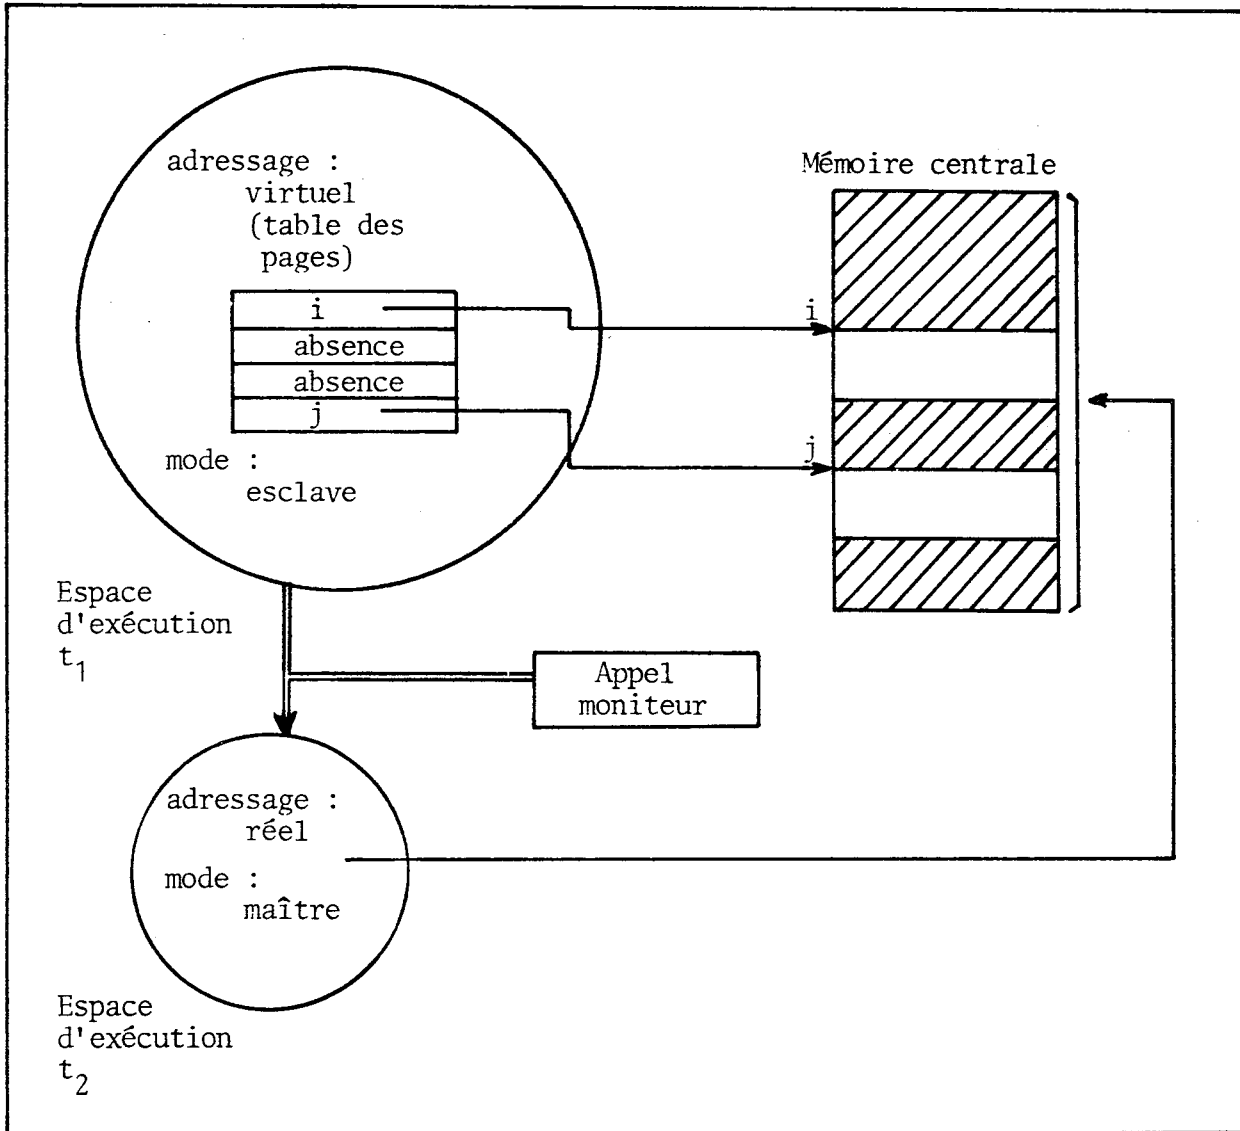 adressage :
virtuel
(table des
pages)
i
absence
absence
j
mode :
esclave
Espace
d'exécution
t₁
Mémoire centrale
i
j
Appel
moniteur
adressage :
réel
mode :
maître
Espace
d'exécution
t₂